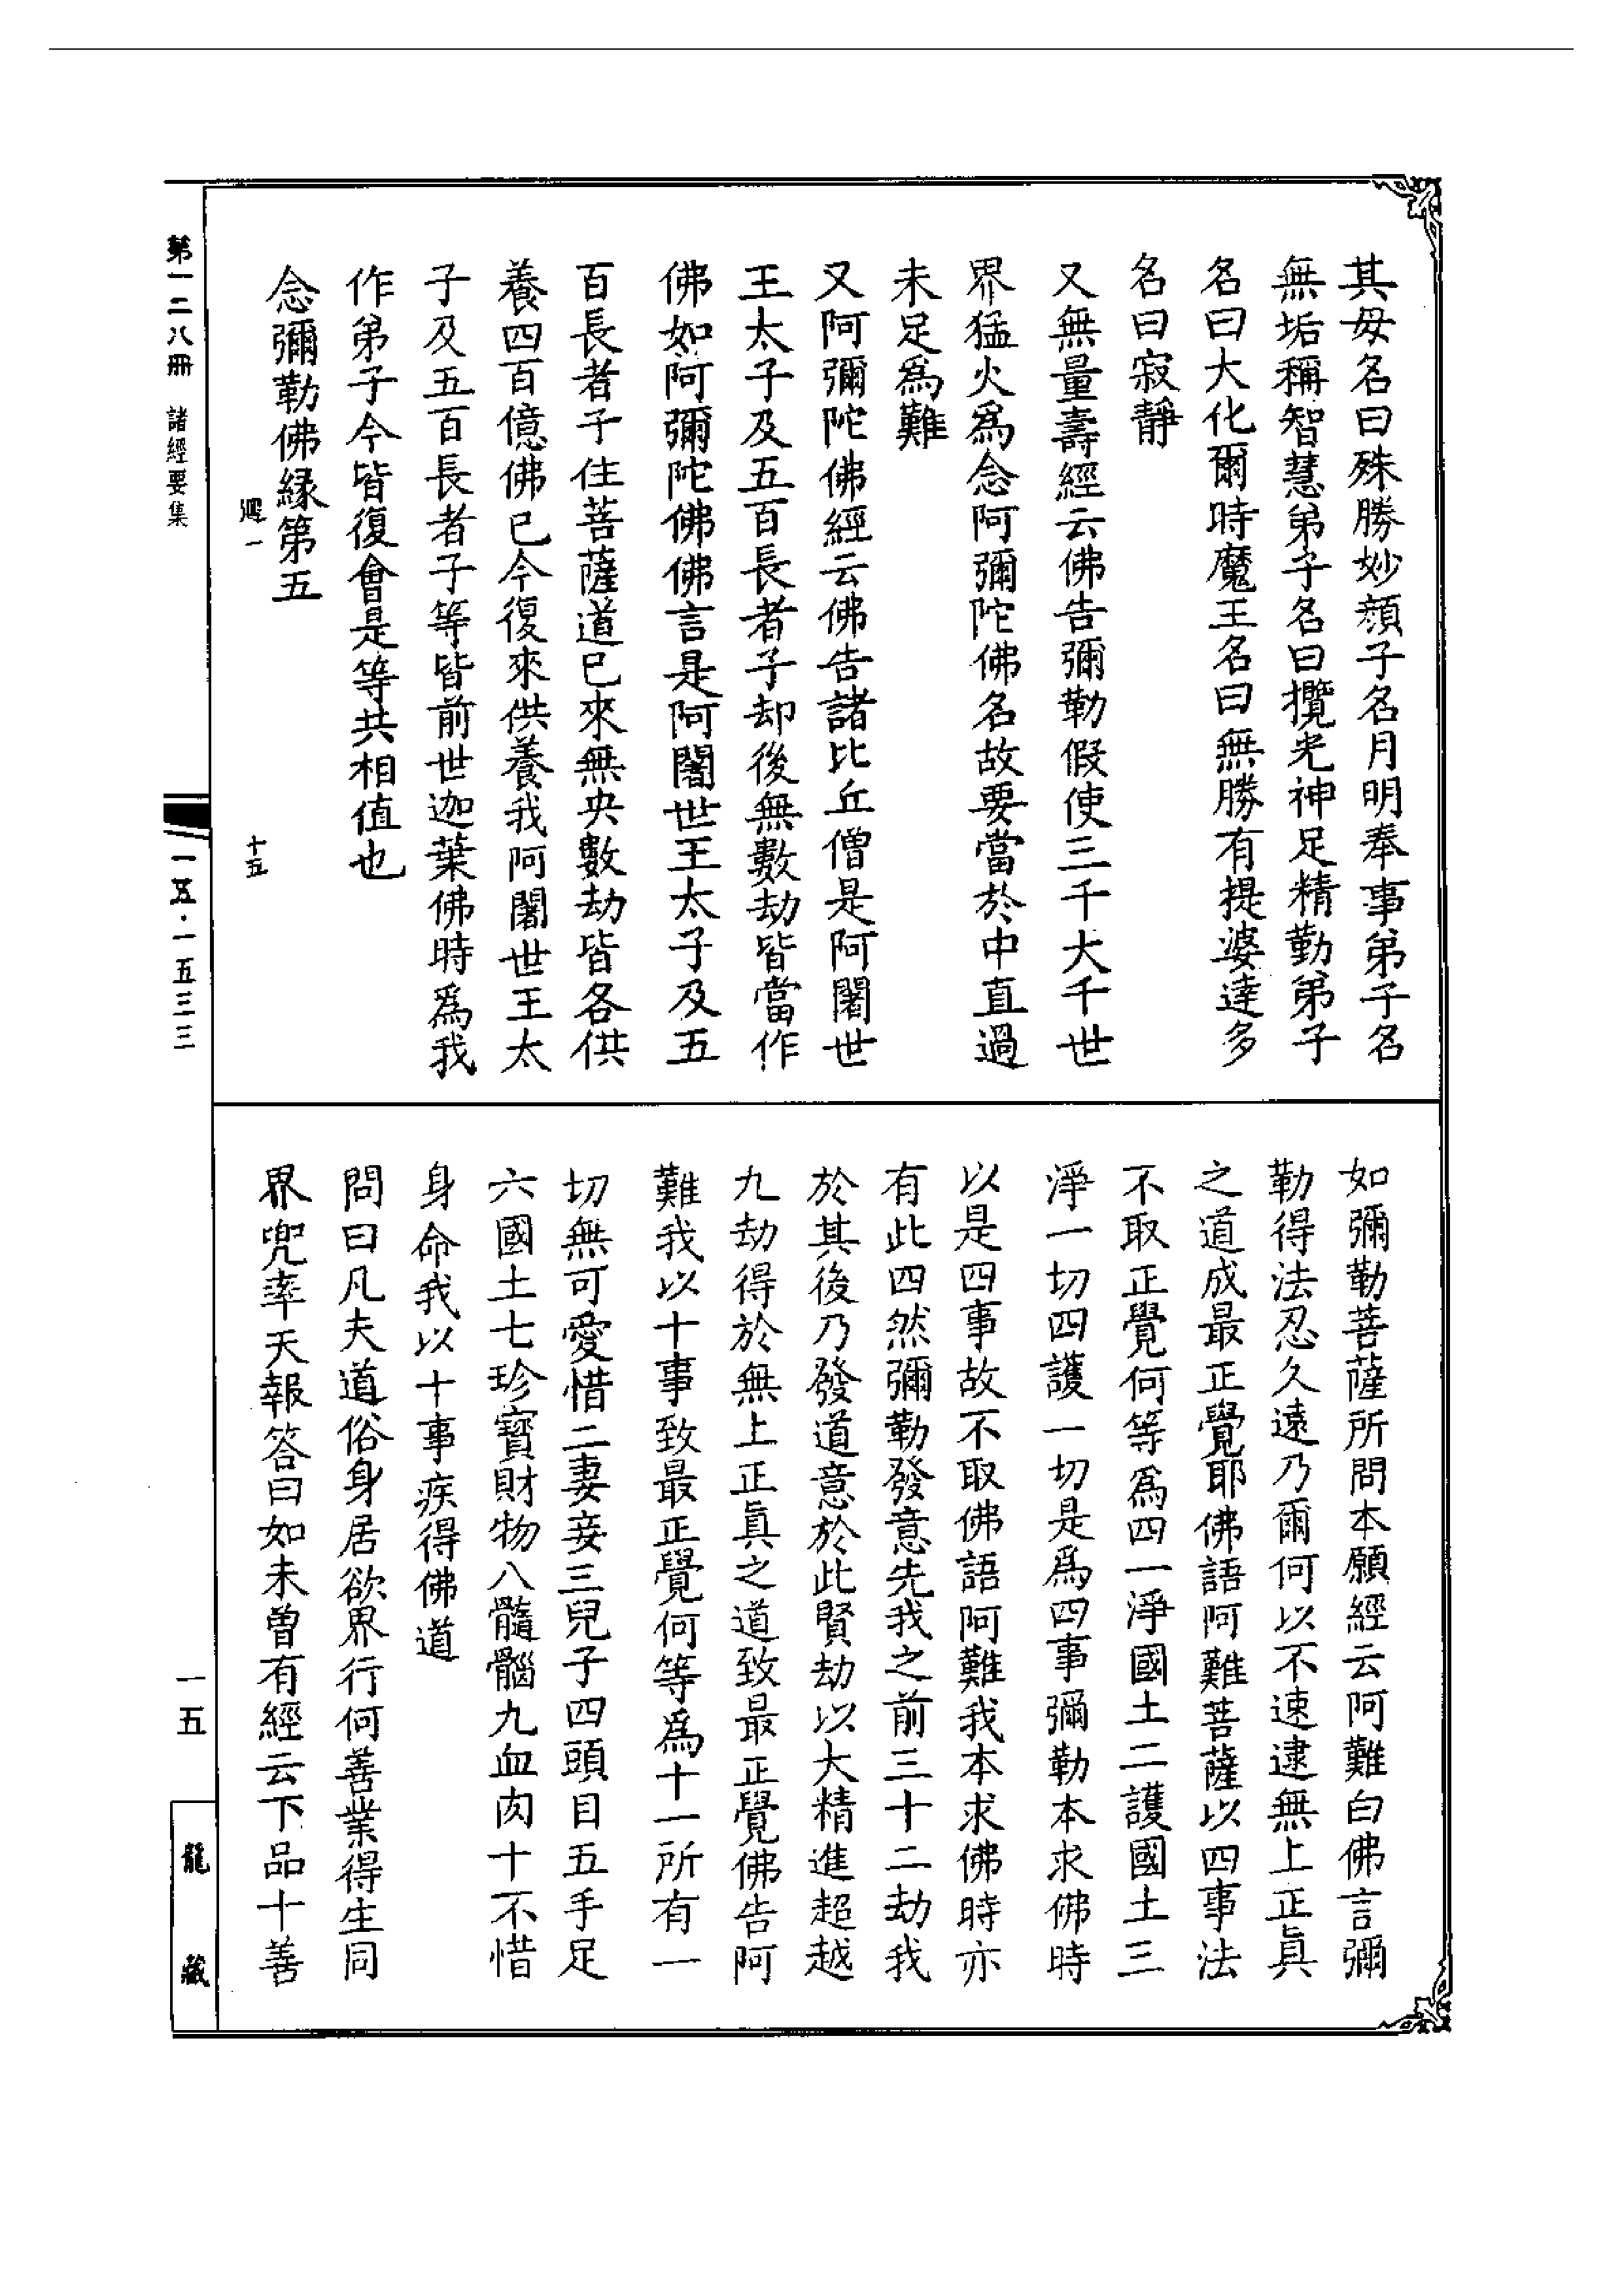 其母名曰殊勝妙顔子名月明奉事弟子名
無垢稱智慧弟子名曰攬光神足精勤弟子
名曰大化爾時魔王名曰無勝有提婆達多
名曰寂靜
又無量壽經云佛告彌勒假使三千大千世
界猛火爲念阿彌陀佛名故要當於中直過
未足爲難
又阿彌陀佛經云佛告諸比丘僧是阿闍世
王太子及五百長者子却後無數劫皆當作
佛如阿彌陀佛佛言是阿闍世王太子及五
百長者子住菩薩道已來無央數劫皆各供
養四百億佛已今復來供養我阿闍世王太
子及五百長者子等皆前世迦葉佛時爲我
作弟子今皆復會是等共相值也
念彌勒佛緣第五
一 十五
如彌勒菩薩所問本願經云阿難白佛言彌
勒得法忍久遠乃爾何以不速逮無上正眞
之道成最正覺耶佛語阿難菩薩以四事法
不取正覺何等爲四一淨國土二護國土三
淨一切四護一切是爲四事彌勒本求佛時
以是四事故不取佛語阿難我本求佛時亦
有此四然彌勒發意先我之前三十二劫我
於其後乃發道意於此賢劫以大精進超越
九劫得於無上正眞之道致最正覺佛告阿
難我以十事致最正覺何等爲十一所有一
切無可愛惜二妻妾三兒子四頭目五手足
六國土七珍寶財物八髓腦九血肉十不惜
身命我以十事疾得佛道
問曰凡夫道俗身居欲界行何善業得生同
界兜率天報答曰如未曾有經云下品十善
第一二八冊 諸經要集
一五·一五三三
一五
龍藏